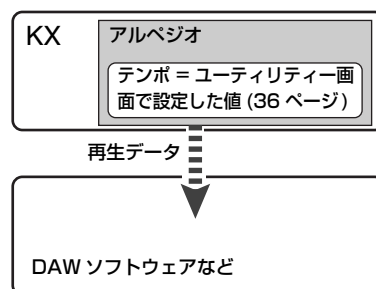 KX
アルペジオ
テンポ = ユーティリティー画
面で設定した値 (36 ページ)
再生データ
DAW ソフトウェアなど